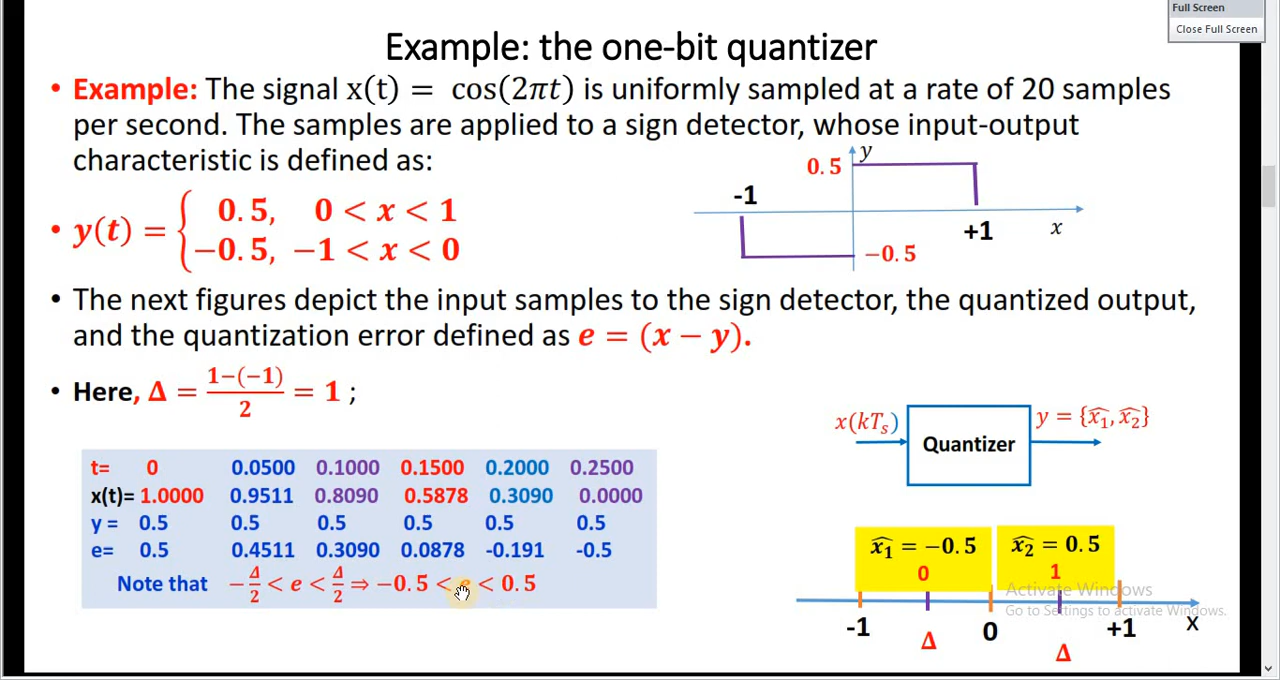 Full Screen
Close Full Screen
Example: the one-bit quantizer
• Example: The signal x(t) = cos(2πt) is uniformly sampled at a rate of 20 samples
per second. The samples are applied to a sign detector, whose input-output
characteristic is defined as:
• y(t) = { 0.5, 0 < x < 1
−0.5, −1 < x < 0
y
0.5
-1
+1
x
−0.5
• The next figures depict the input samples to the sign detector, the quantized output,
and the quantization error defined as e = (x − y).
• Here, Δ = 1−(−1)/2 = 1 ;
t= 0 0.0500 0.1000 0.1500 0.2000 0.2500
x(t)= 1.0000 0.9511 0.8090 0.5878 0.3090 0.0000
y = 0.5 0.5 0.5 0.5 0.5 0.5
e= 0.5 0.4511 0.3090 0.0878 -0.191 -0.5
Note that −Δ/2 < e < Δ/2 ⇒ −0.5 < e < 0.5
x(kTₛ)
Quantizer
y = {x̂₁, x̂₂}
x̂₁ = −0.5
0
x̂₂ = 0.5
1
-1
Δ
0
Δ
+1
X
Activate Windows
Go to Settings to activate Windows.